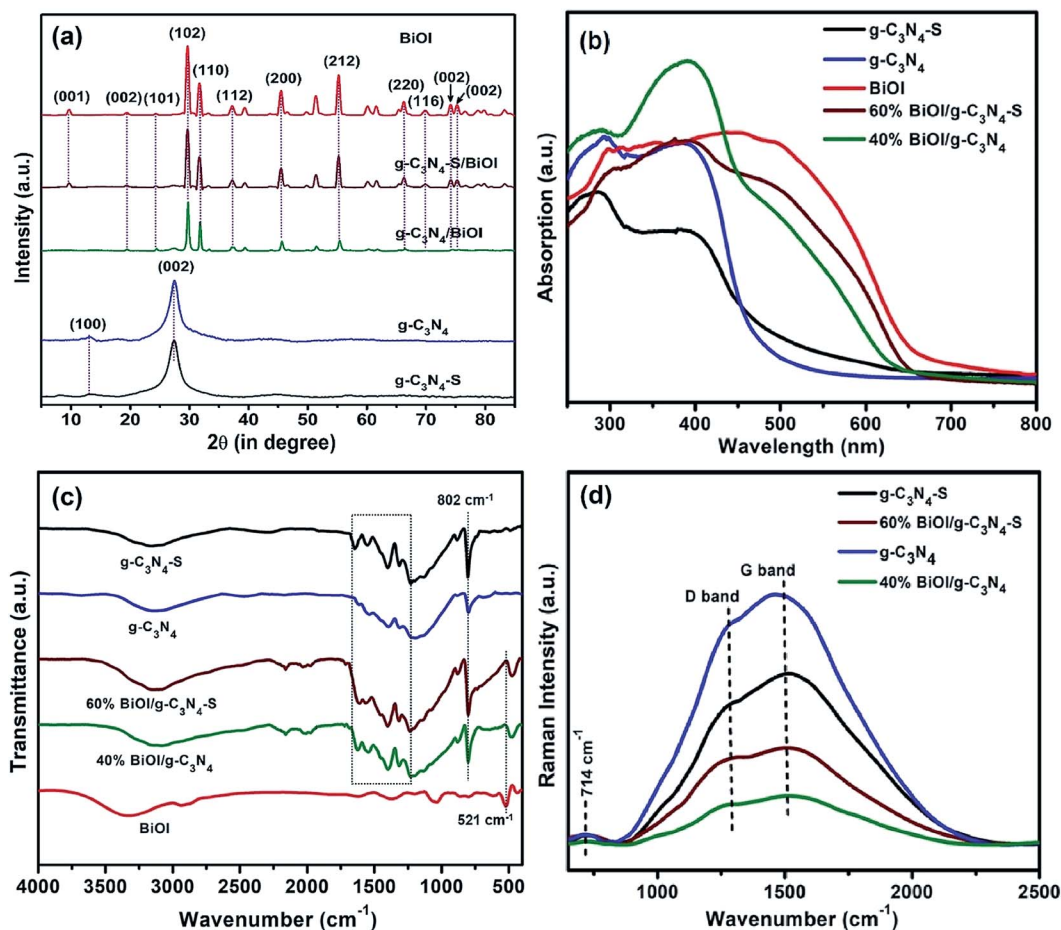 (a)
BiOI
(102)
(110)
(212)
(200)
(002)
(001)
(002)
(101)
(112)
(220)
(116)
(002)
g-C₃N₄-S/BiOI
g-C₃N₄/BiOI
(002)
(100)
g-C₃N₄
g-C₃N₄-S
Intensity (a.u.)
10 20 30 40 50 60 70 80
2θ (in degree)
(b)
g-C₃N₄-S
g-C₃N₄
BiOI
60% BiOI/g-C₃N₄-S
40% BiOI/g-C₃N₄
Absorption (a.u.)
300 400 500 600 700 800
Wavelength (nm)
(c)
802 cm⁻¹
g-C₃N₄-S
g-C₃N₄
60% BiOI/g-C₃N₄-S
40% BiOI/g-C₃N₄
BiOI
521 cm⁻¹
Transmittance (a.u.)
4000 3500 3000 2500 2000 1500 1000 500
Wavenumber (cm⁻¹)
(d)
g-C₃N₄-S
60% BiOI/g-C₃N₄-S
g-C₃N₄
40% BiOI/g-C₃N₄
G band
D band
714 cm⁻¹
Raman Intensity (a.u.)
1000 1500 2000 2500
Wavenumber (cm⁻¹)